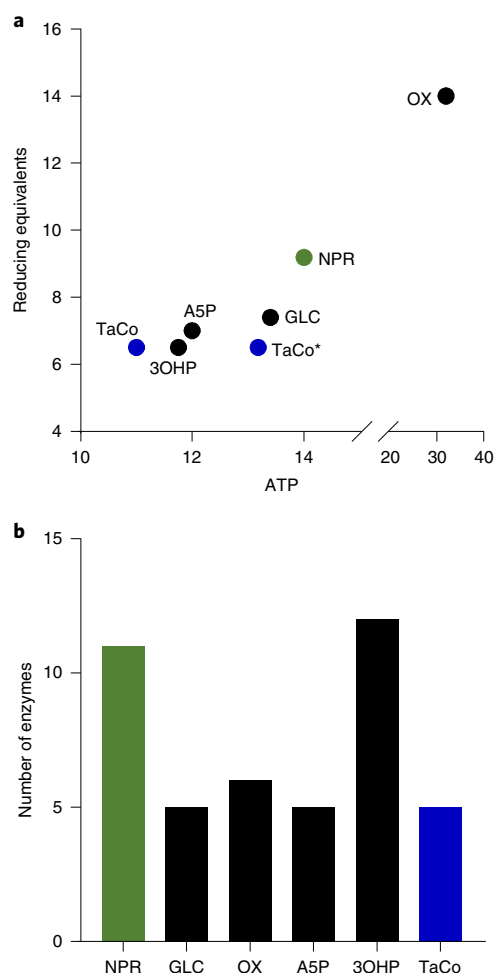 a
16
14
12
10
8
6
4
Reducing equivalents
OX
NPR
A5P
GLC
TaCo
TaCo*
3OHP
10 12 14 20 30 40
ATP
b
15
10
5
0
Number of enzymes
NPR GLC OX A5P 3OHP TaCo